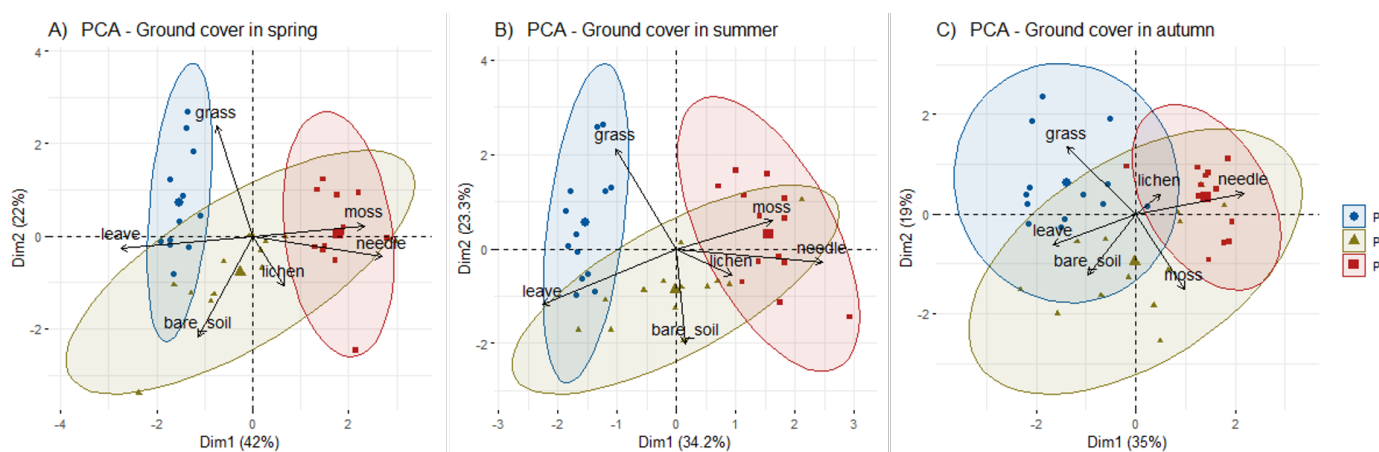 A) PCA - Ground cover in spring
4
2
0
-2
Dim2 (22%)
grass
leave
moss
needle
lichen
bare_soil
-4
-2
0
2
Dim1 (42%)
B) PCA - Ground cover in summer
4
2
0
-2
Dim2 (23.3%)
grass
moss
needle
lichen
leave
bare_soil
-3
-2
-1
0
1
2
3
Dim1 (34.2%)
C) PCA - Ground cover in autumn
2
0
-2
Dim2 (19%)
grass
lichen
needle
leave
bare_soil
moss
-2
0
2
Dim1 (35%)
P
P
P